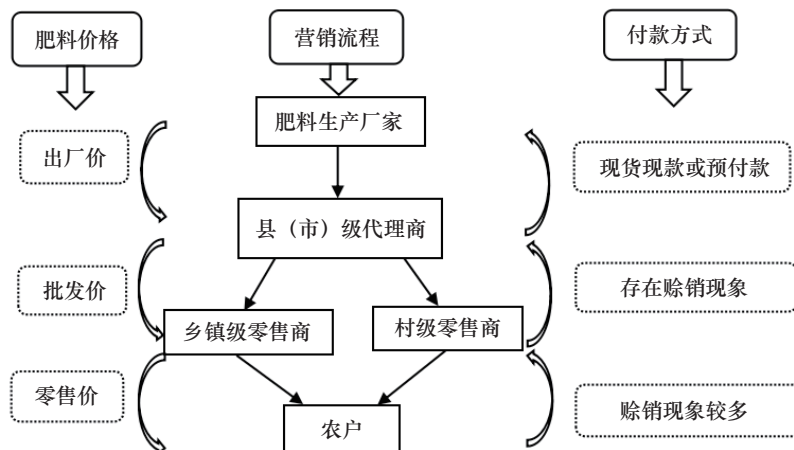 肥料价格
营销流程
付款方式
肥料生产厂家
出厂价
现货现款或预付款
县（市）级代理商
批发价
存在赊销现象
乡镇级零售商
村级零售商
零售价
赊销现象较多
农户